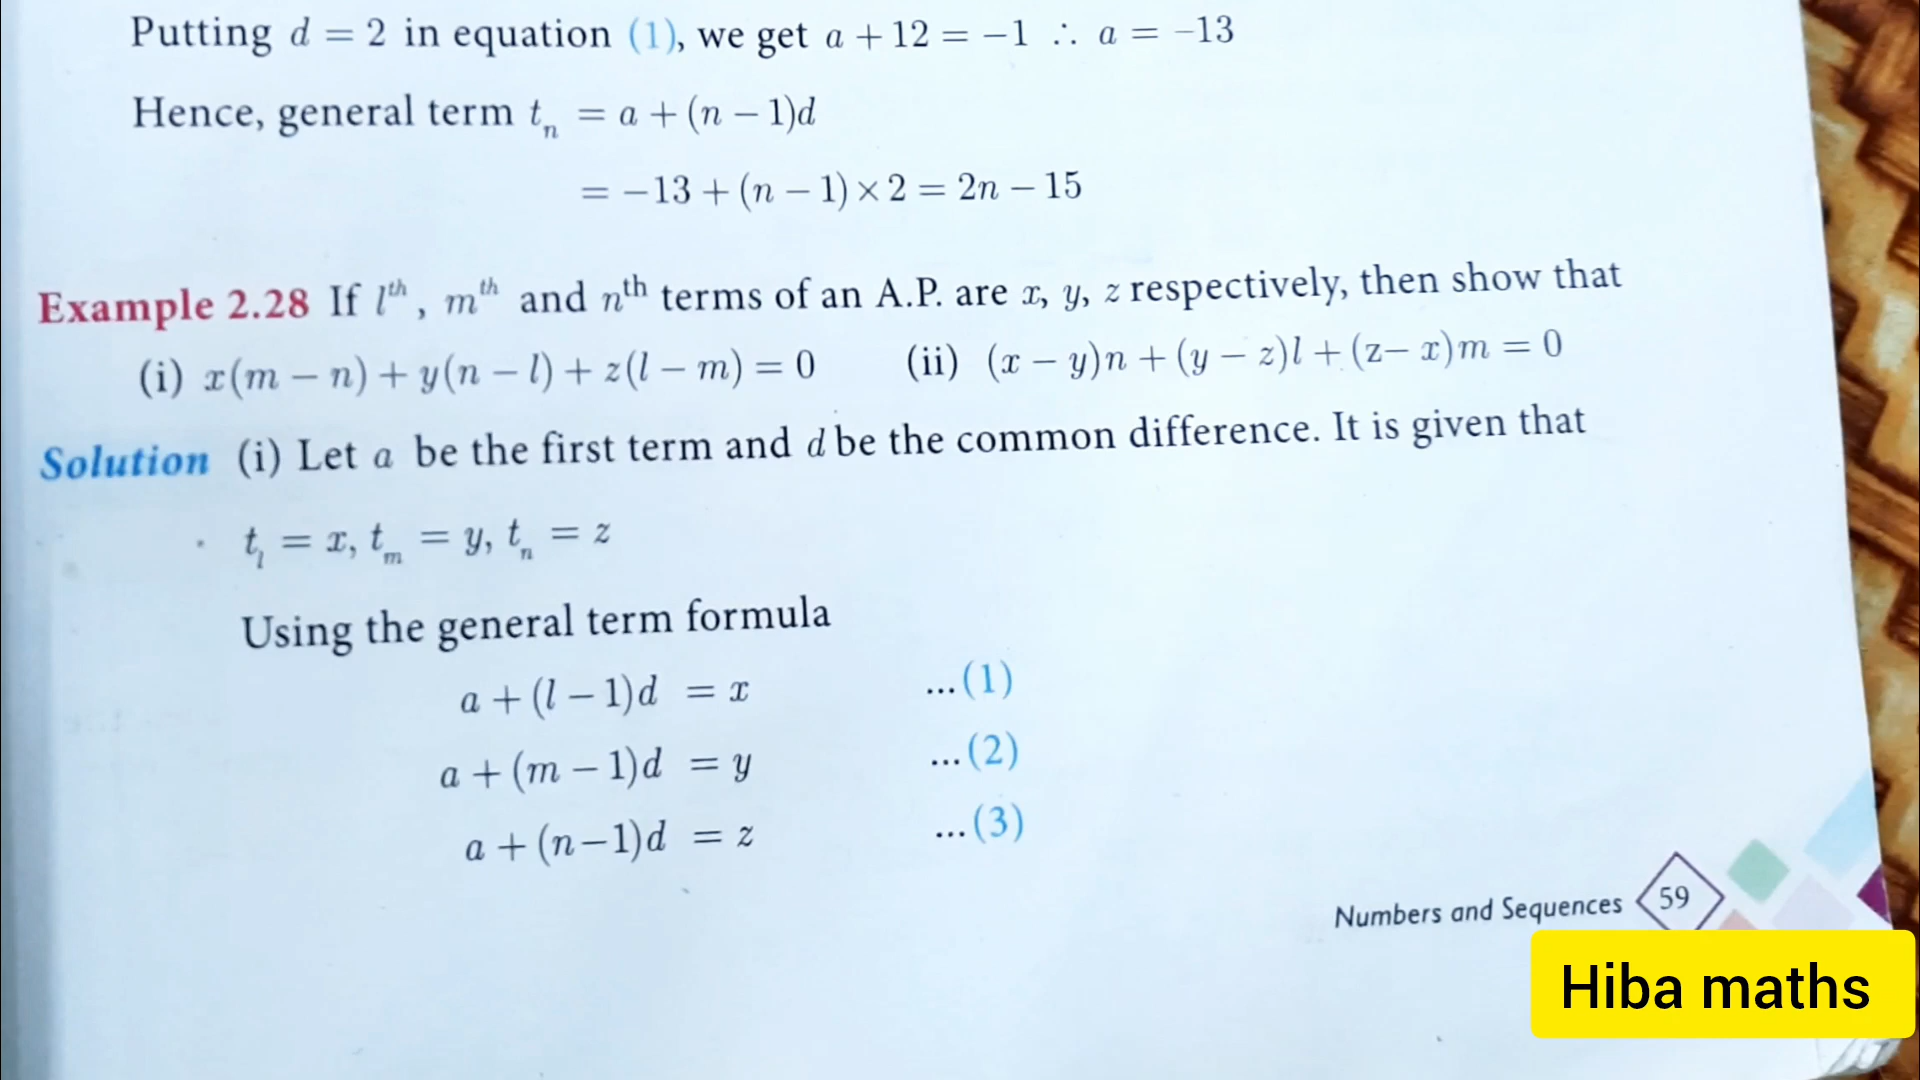 Putting d = 2 in equation (1), we get a + 12 = −1 ∴ a = −13
Hence, general term tₙ = a + (n − 1)d
= −13 + (n − 1) × 2 = 2n − 15
Example 2.28 If lᵗʰ, mᵗʰ and nᵗʰ terms of an A.P. are x, y, z respectively, then show that
(i) x(m − n) + y(n − l) + z(l − m) = 0 (ii) (x − y)n + (y − z)l + (z− x)m = 0
Solution (i) Let a be the first term and d be the common difference. It is given that
tₗ = x, tₘ = y, tₙ = z
Using the general term formula
a + (l − 1)d = x ...(1)
a + (m − 1)d = y ...(2)
a + (n−1)d = z ...(3)
Numbers and Sequences 59
Hiba maths